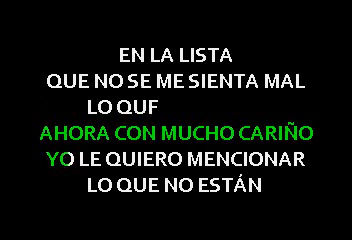 EN LA LISTA
QUE NO SE ME SIENTA MAL
LO QUF
AHORA CON MUCHO CARIÑO
YO LE QUIERO MENCIONAR
LO QUE NO ESTÁN